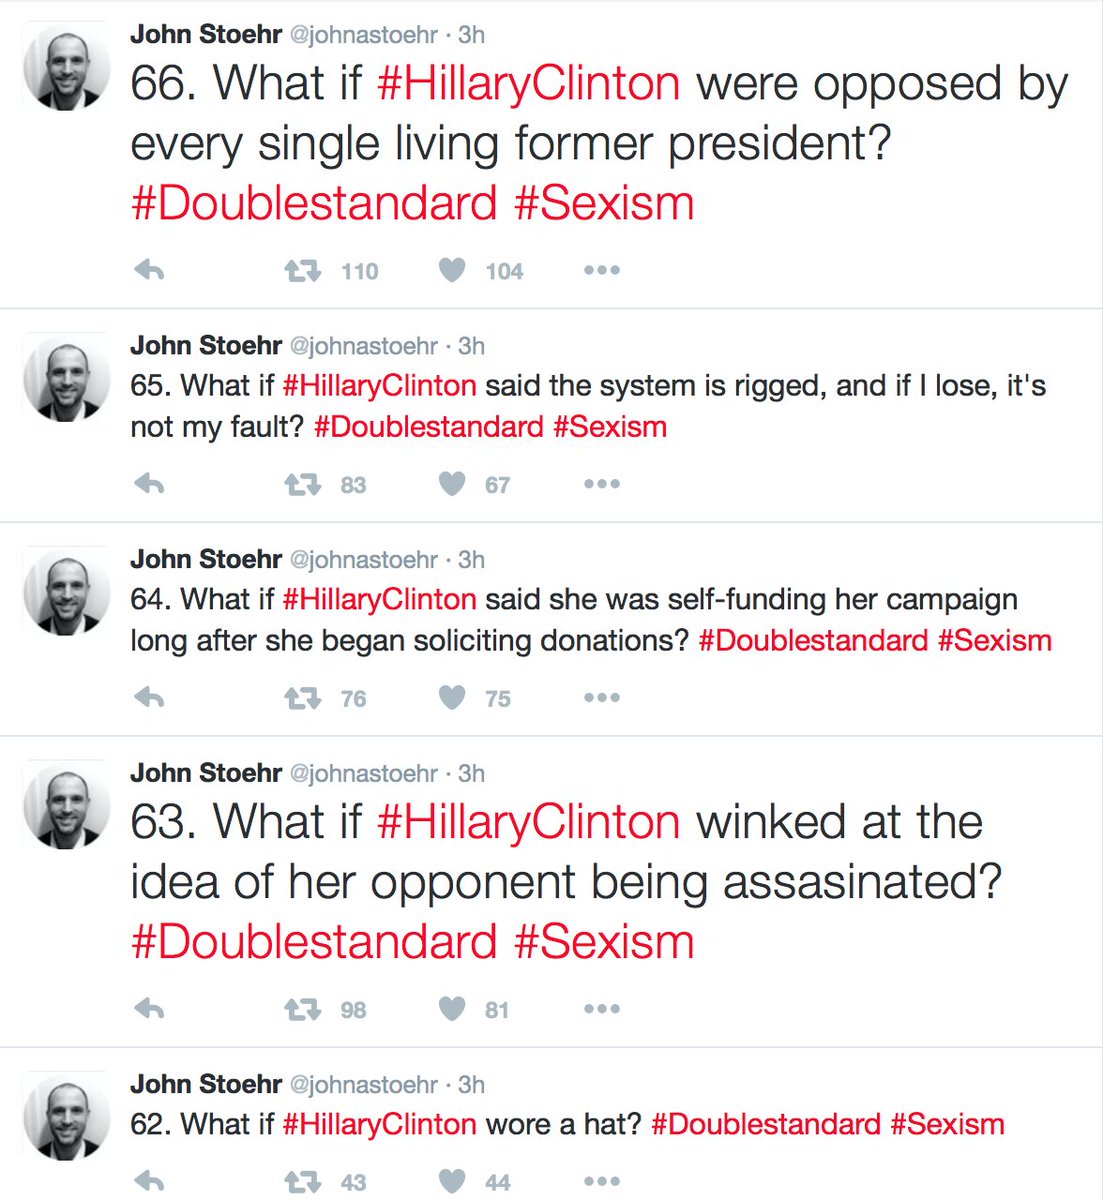 John Stoehr @johnastoehr · 3h
66. What if #HillaryClinton were opposed by
every single living former president?
#Doublestandard #Sexism
110 104
John Stoehr @johnastoehr · 3h
65. What if #HillaryClinton said the system is rigged, and if I lose, it's
not my fault? #Doublestandard #Sexism
83 67
John Stoehr @johnastoehr · 3h
64. What if #HillaryClinton said she was self-funding her campaign
long after she began soliciting donations? #Doublestandard #Sexism
76 75
John Stoehr @johnastoehr · 3h
63. What if #HillaryClinton winked at the
idea of her opponent being assasinated?
#Doublestandard #Sexism
98 81
John Stoehr @johnastoehr · 3h
62. What if #HillaryClinton wore a hat? #Doublestandard #Sexism
43 44